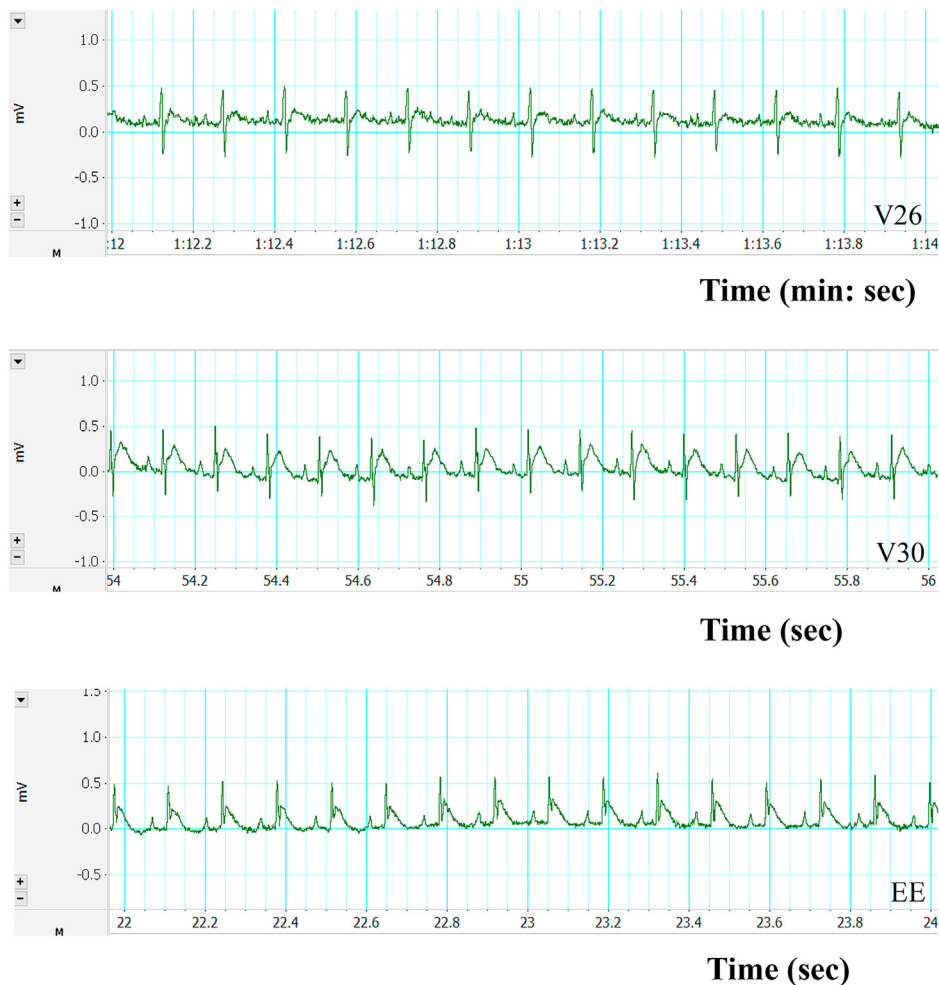 1.0
0.5
mV
0.0
-0.5
+
−
-1.0
V26
M
:12 1:12.2 1:12.4 1:12.6 1:12.8 1:13 1:13.2 1:13.4 1:13.6 1:13.8 1:14
Time (min: sec)
1.0
0.5
mV
0.0
-0.5
+
−
-1.0
V30
M
54 54.2 54.4 54.6 54.8 55 55.2 55.4 55.6 55.8 56
Time (sec)
1.5
1.0
mV
0.5
0.0
-0.5
+
−
EE
M
22 22.2 22.4 22.6 22.8 23 23.2 23.4 23.6 23.8 24
Time (sec)